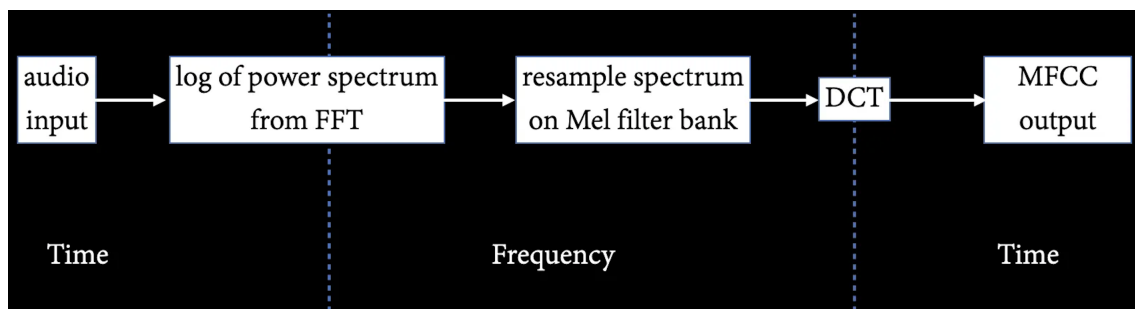 audio
input
log of power spectrum
from FFT
resample spectrum
on Mel filter bank
DCT
MFCC
output
Time
Frequency
Time